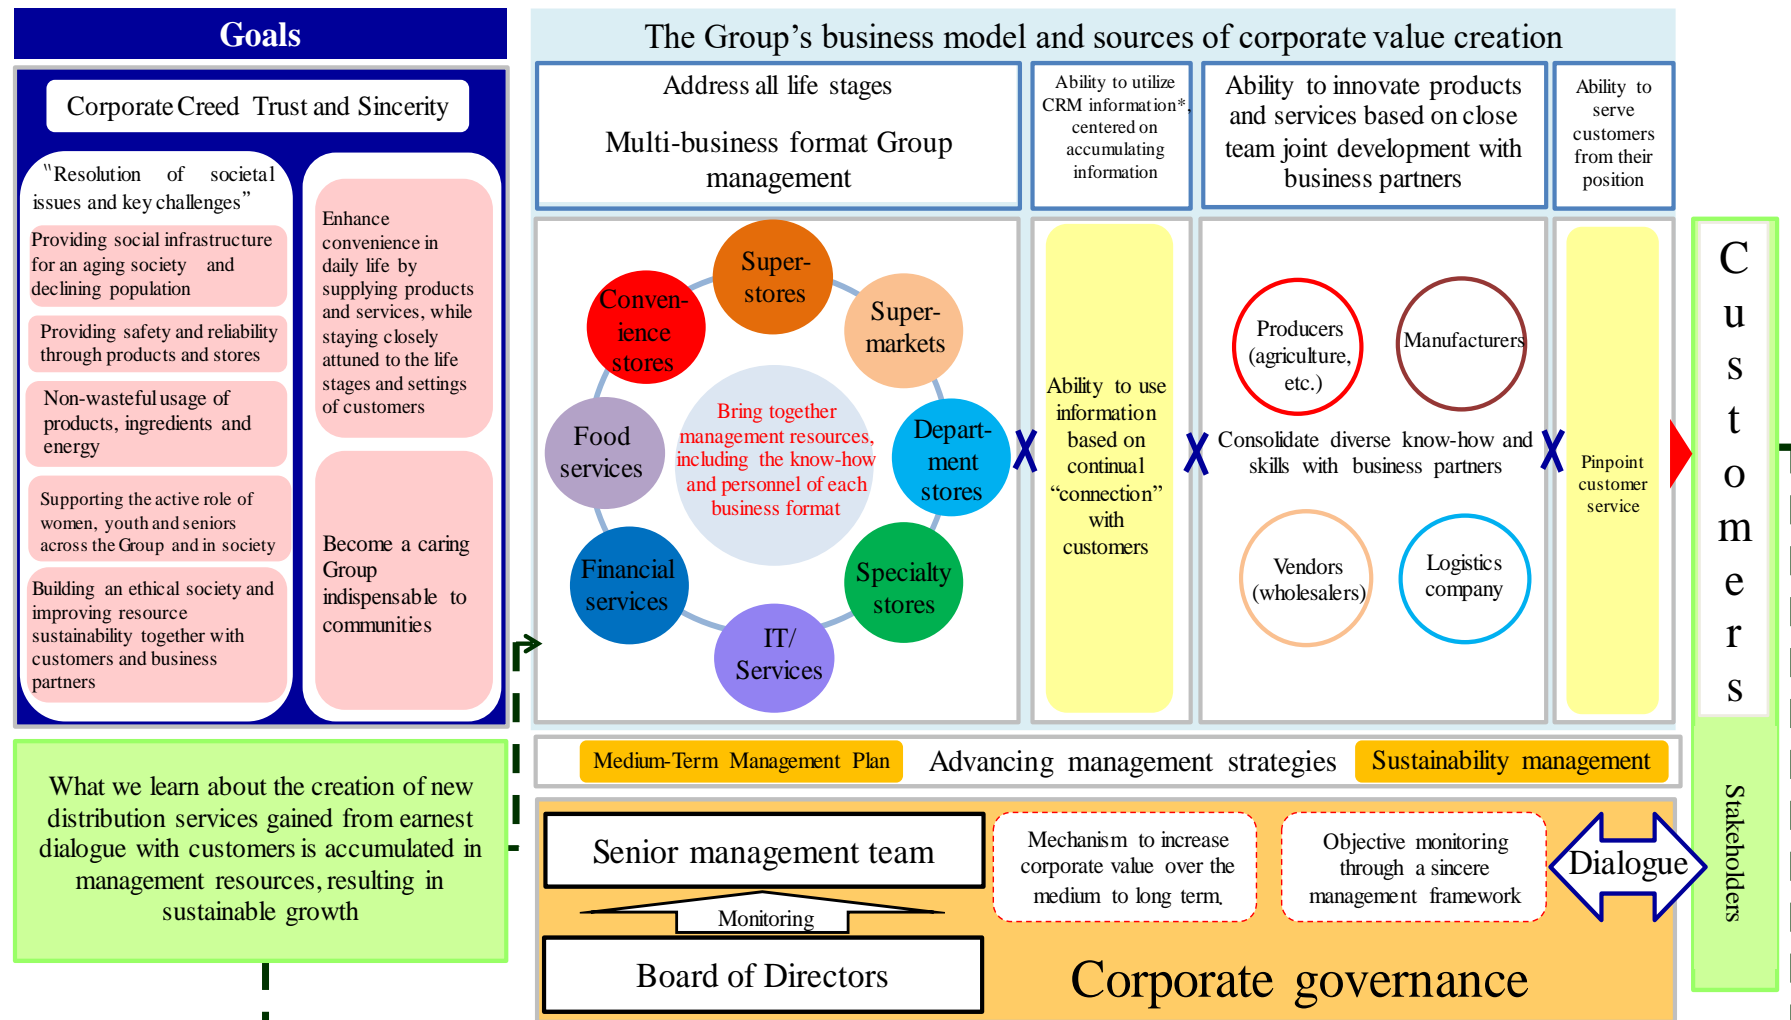 Goals
Corporate Creed Trust and Sincerity
‟Resolution of societal
issues and key challenges”
Providing social infrastructure
for an aging society and
declining population
Providing safety and reliability
through products and stores
Non-wasteful usage of
products, ingredients and
energy
Supporting the active role of
women, youth and seniors
across the Group and in society
Building an ethical society and
improving resource
sustainability together with
customers and business
partners
Enhance
convenience in
daily life by
supplying products
and services, while
staying closely
attuned to the life
stages and settings
of customers
Become a caring
Group
indispensable to
communities
What we learn about the creation of new
distribution services gained from earnest
dialogue with customers is accumulated in
management resources, resulting in
sustainable growth
The Group’s business model and sources of corporate value creation
Address all life stages
Multi-business format Group
management
Ability to utilize
CRM information*,
centered on
accumulating
information
Ability to innovate products
and services based on close
team joint development with
business partners
Ability to
serve
customers
from their
position
Super-
stores
Conven-
ience
stores
Super-
markets
Food
services
Bring together
management resources,
including the know-how
and personnel of each
business format
Depart-
ment
stores
Financial
services
Specialty
stores
IT/
Services
X
Ability to use
information
based on
continual
“connection”
with
customers
X
Producers
(agriculture,
etc.)
Manufacturers
Consolidate diverse know-how and
skills with business partners
Vendors
(wholesalers)
Logistics
company
X
Pinpoint
customer
service
Customers
Stakeholders
Medium-Term Management Plan
Advancing management strategies
Sustainability management
Senior management team
Monitoring
Board of Directors
Mechanism to increase
corporate value over the
medium to long term.
Objective monitoring
through a sincere
management framework
Dialogue
Corporate governance